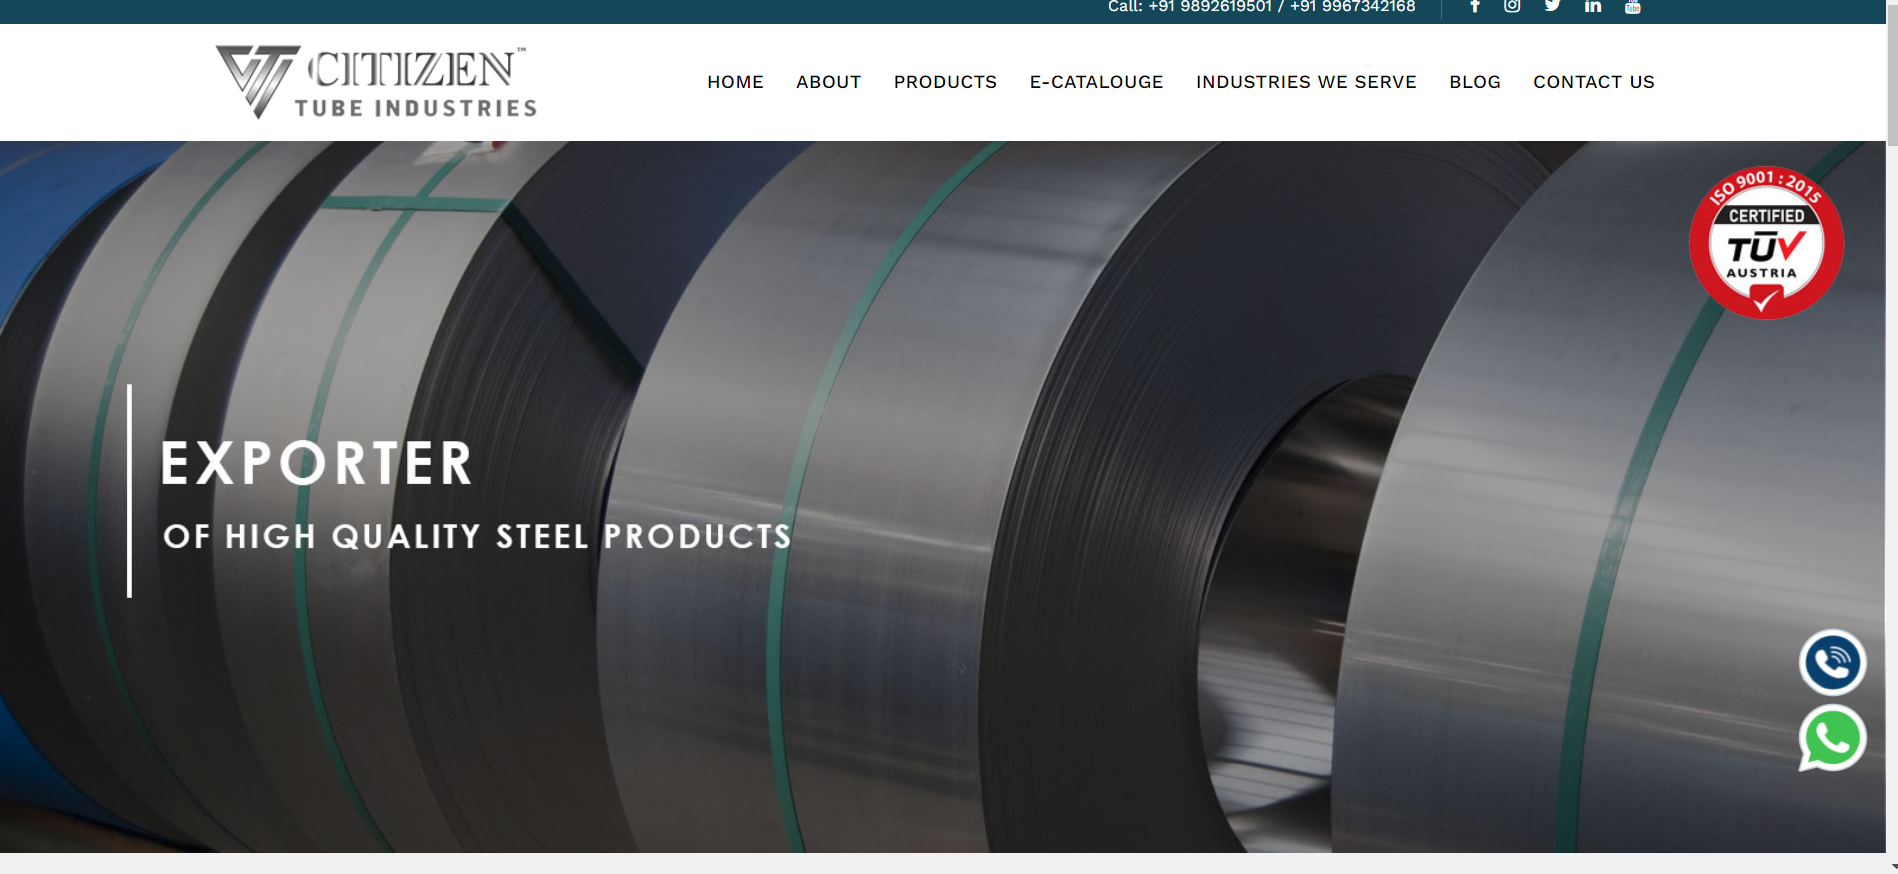 Call: +91 9892619501 / +91 9967342168
CITIZEN™
TUBE INDUSTRIES
HOME ABOUT PRODUCTS E-CATALOUGE INDUSTRIES WE SERVE BLOG CONTACT US
ISO 9001 : 2015
CERTIFIED
TÜV
AUSTRIA
EXPORTER
OF HIGH QUALITY STEEL PRODUCTS